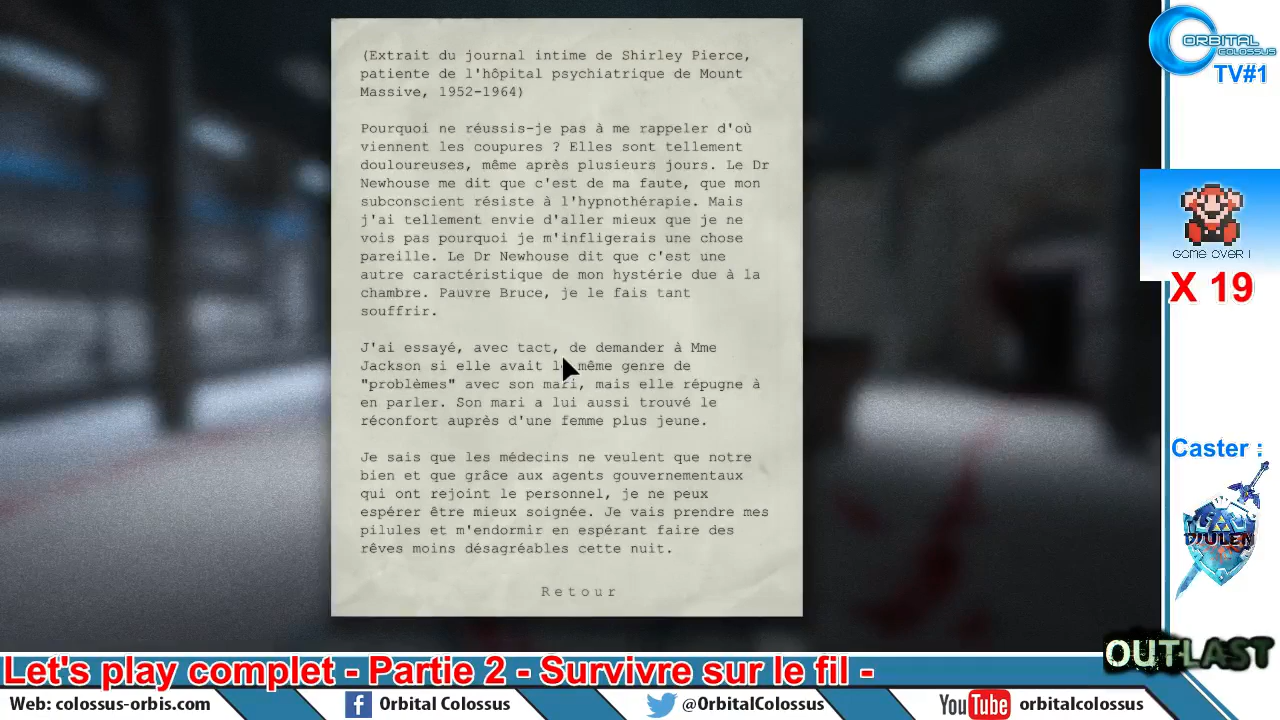 (Extrait du journal intime de Shirley Pierce,
patiente de l'hôpital psychiatrique de Mount
Massive, 1952-1964)
Pourquoi ne réussis-je pas à me rappeler d'où
viennent les coupures ? Elles sont tellement
douloureuses, même après plusieurs jours. Le Dr
Newhouse me dit que c'est de ma faute, que mon
subconscient résiste à l'hypnothérapie. Mais
j'ai tellement envie d'aller mieux que je ne
vois pas pourquoi je m'infligerais une chose
pareille. Le Dr Newhouse dit que c'est une
autre caractéristique de mon hystérie due à la
chambre. Pauvre Bruce, je le fais tant
souffrir.
J'ai essayé, avec tact, de demander à Mme
Jackson si elle avait le même genre de
"problèmes" avec son mari, mais elle répugne à
en parler. Son mari a lui aussi trouvé le
réconfort auprès d'une femme plus jeune.
Je sais que les médecins ne veulent que notre
bien et que grâce aux agents gouvernementaux
qui ont rejoint le personnel, je ne peux
espérer être mieux soignée. Je vais prendre mes
pilules et m'endormir en espérant faire des
rêves moins désagréables cette nuit.
Retour
ORBITAL
COLOSSUS
TV#1
GAME OVER !
X 19
Caster :
DJULEN
OUTLAST
Let's play complet - Partie 2 - Survivre sur le fil -
Web: colossus-orbis.com
Orbital Colossus
@OrbitalColossus
YouTube
orbitalcolossus